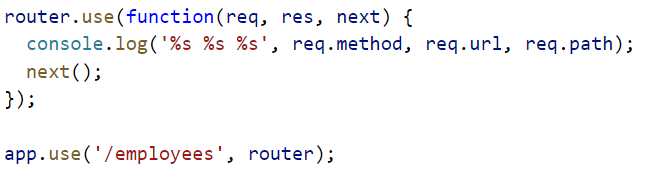 router.use(function(req, res, next) {
  console.log('%s %s %s', req.method, req.url, req.path);
  next();
});

app.use('/employees', router);